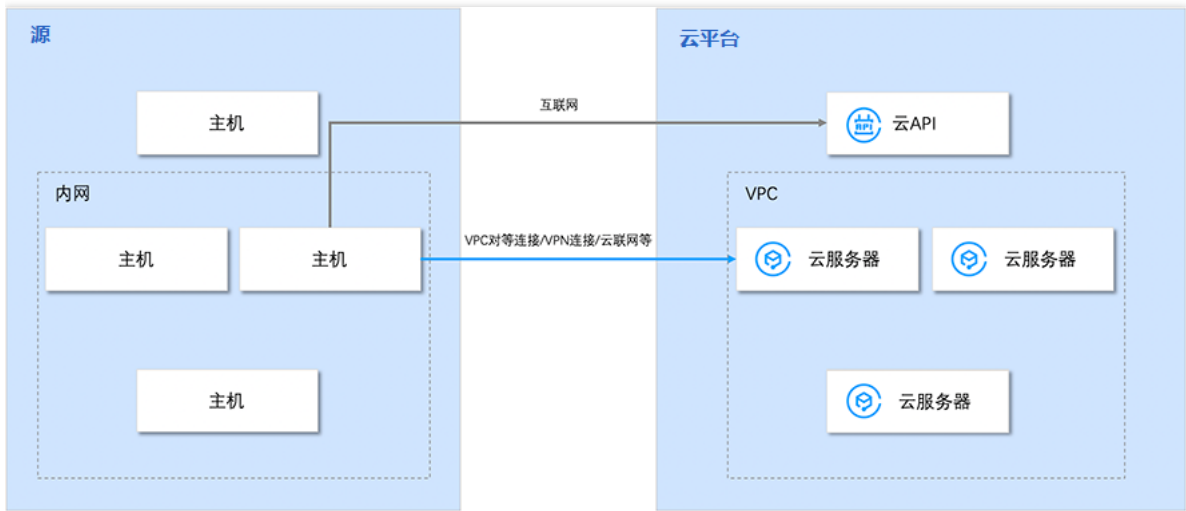 源
云平台
主机
互联网
API
云API
内网
VPC
主机
主机
VPC对等连接/VPN连接/云联网等
云服务器
云服务器
主机
云服务器